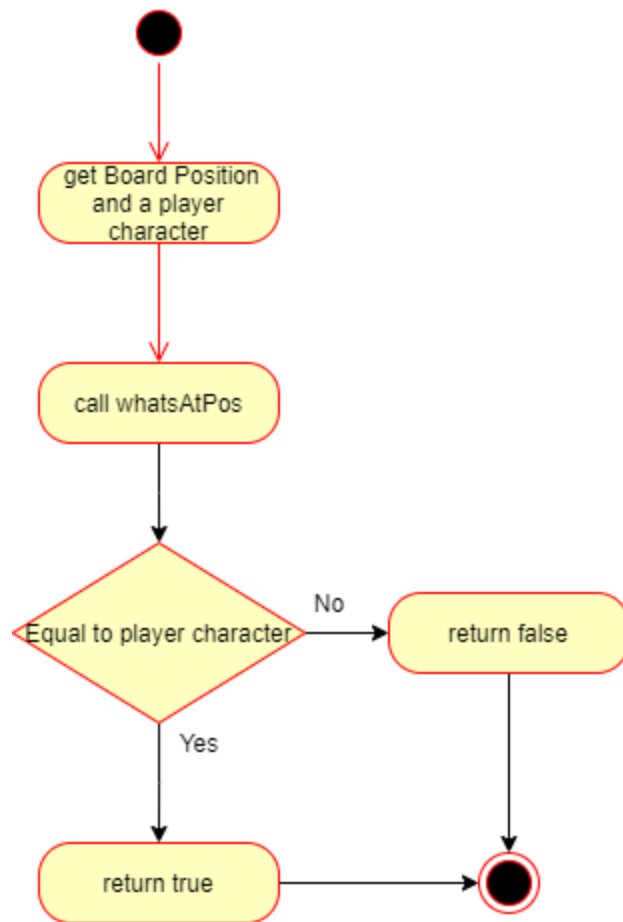 get Board Position
and a player
character
call whatsAtPos
Equal to player character
No
return false
Yes
return true